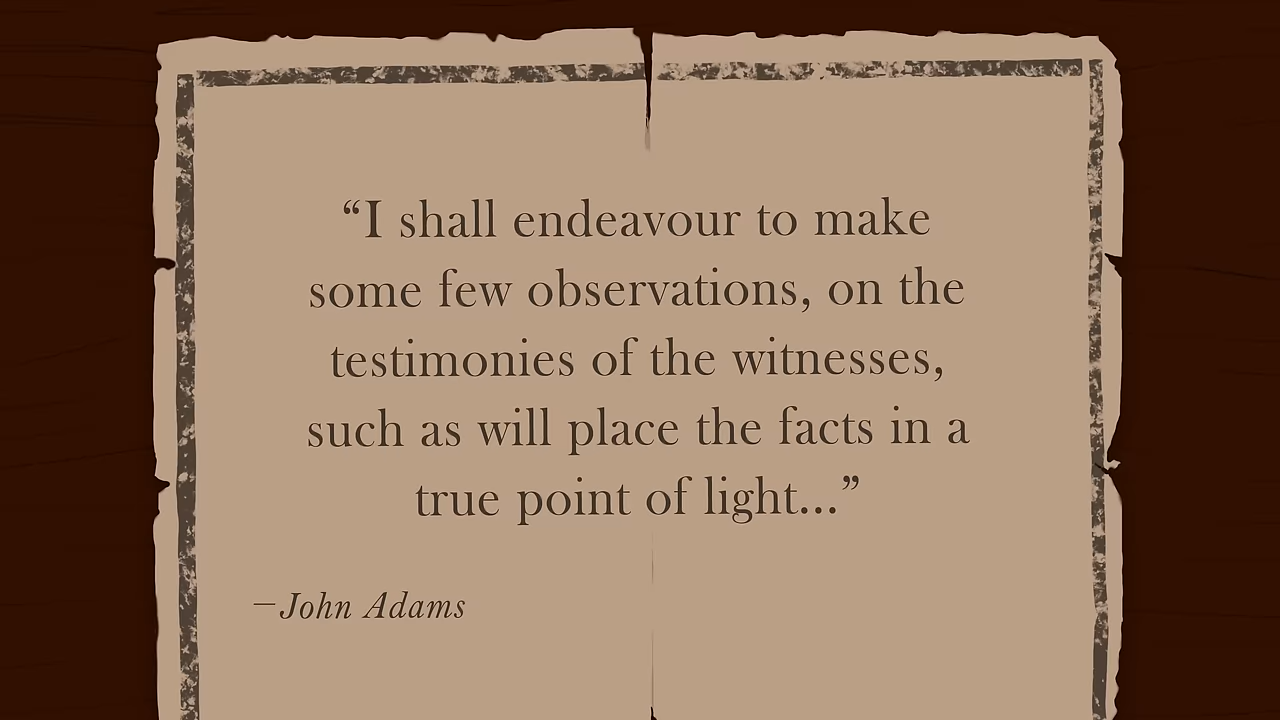 “I shall endeavour to make
some few observations, on the
testimonies of the witnesses,
such as will place the facts in a
true point of light...”
—John Adams